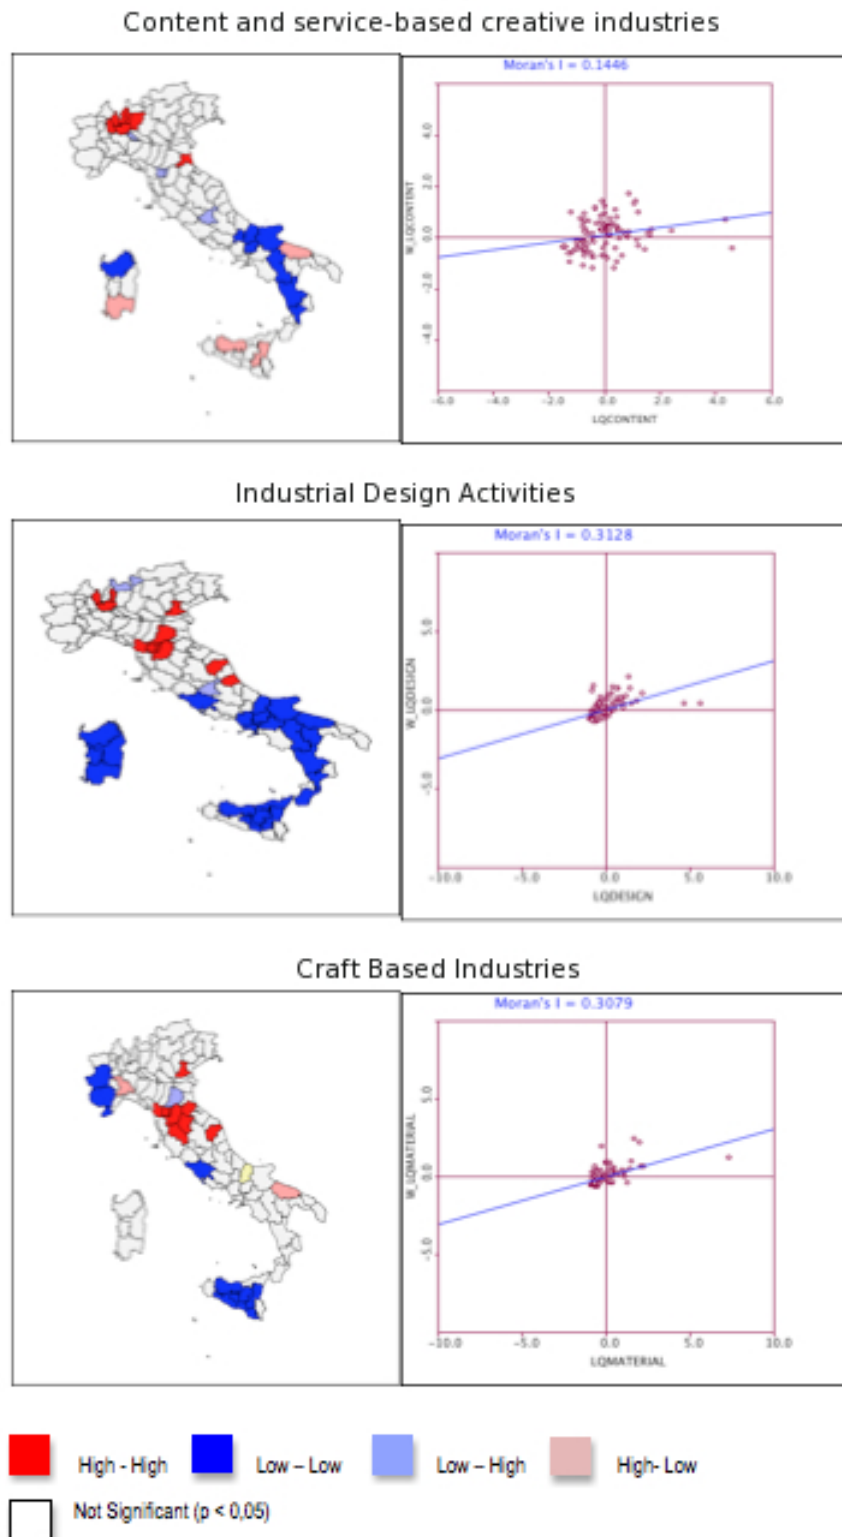 Content and service-based creative industries
Moran's I = 0.1446
W_LQCONTENT
4.0
2.0
0.0
-2.0
-4.0
-6.0 -4.0 -2.0 0.0 2.0 4.0 6.0
LQCONTENT
Industrial Design Activities
Moran's I = 0.3128
W_LQDESIGN
5.0
0.0
-5.0
-10.0 -5.0 0.0 5.0 10.0
LQDESIGN
Craft Based Industries
Moran's I = 0.3079
W_LQMATERIAL
5.0
0.0
-5.0
-10.0 -5.0 0.0 5.0 10.0
LQMATERIAL
High - High Low – Low Low – High High- Low
Not Significant (p < 0,05)